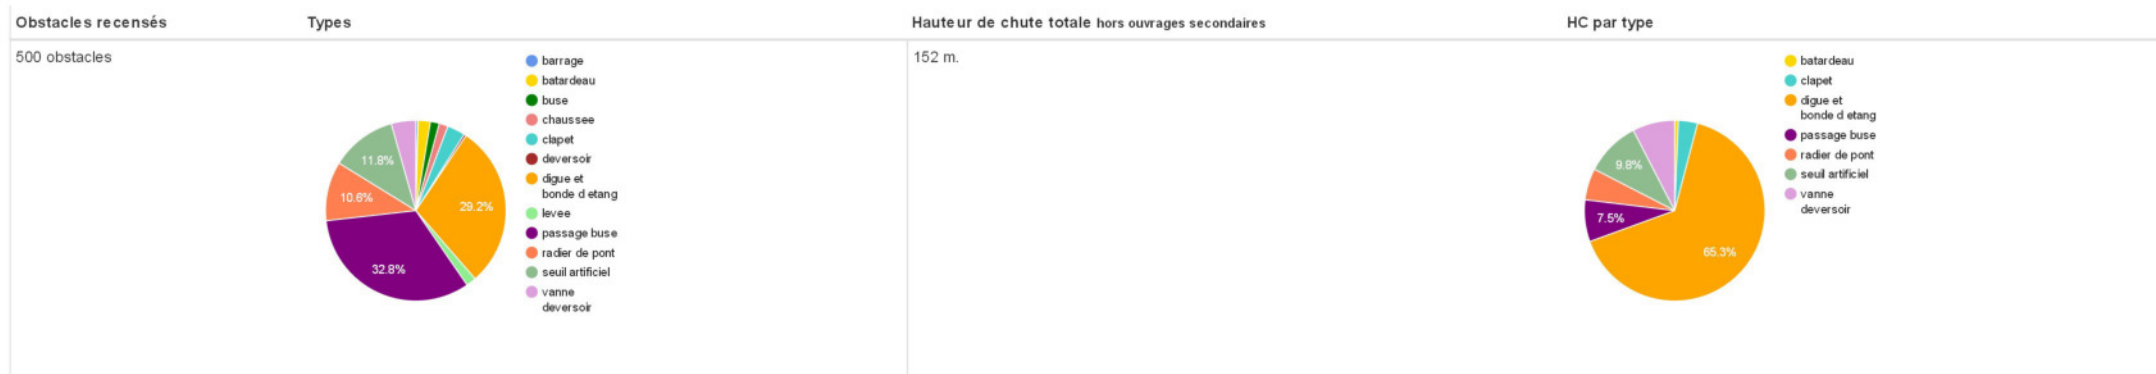 Obstacles recensés
Types
Hauteur de chute totale hors ouvrages secondaires
HC par type
500 obstacles
11.8%
10.6%
32.8%
29.2%
barrage
batardeau
buse
chaussee
clapet
deversoir
digue et
bonde d etang
levee
passage buse
radier de pont
seuil artificiel
vanne
deversoir
152 m.
9.8%
7.5%
65.3%
batardeau
clapet
digue et
bonde d etang
passage buse
radier de pont
seuil artificiel
vanne
deversoir